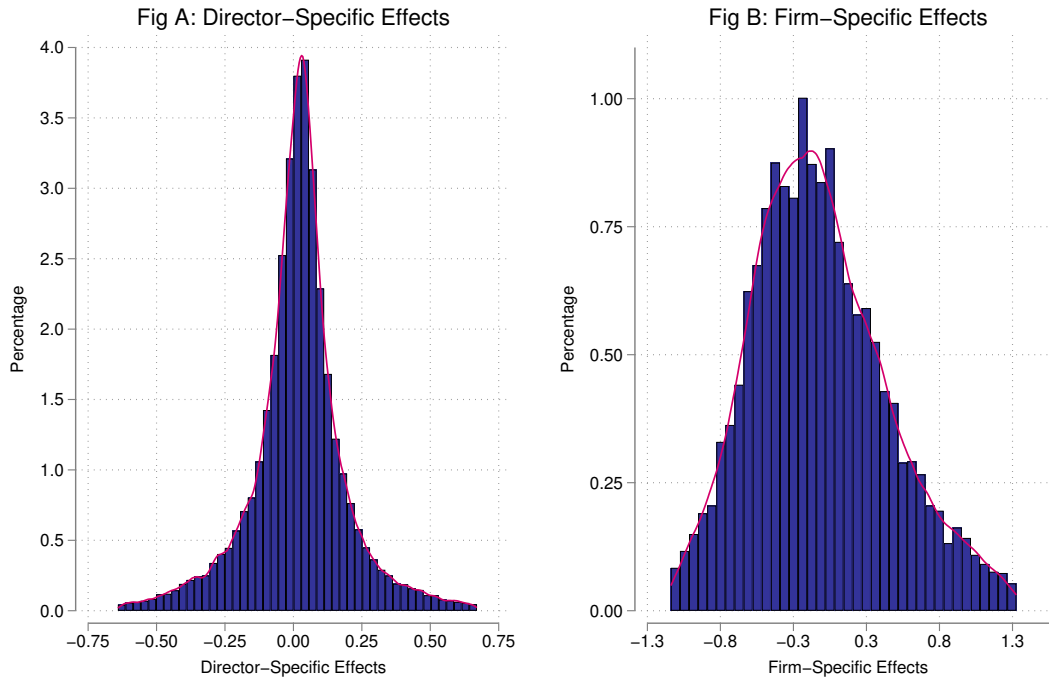 Fig A: Director−Specific Effects
4.0
3.5
3.0
2.5
2.0
1.5
1.0
0.5
0.0
Percentage
−0.75 −0.50 −0.25 0.00 0.25 0.50 0.75
Director−Specific Effects
Fig B: Firm−Specific Effects
1.00
0.75
0.50
0.25
0.00
Percentage
−1.3 −0.8 −0.3 0.3 0.8 1.3
Firm−Specific Effects